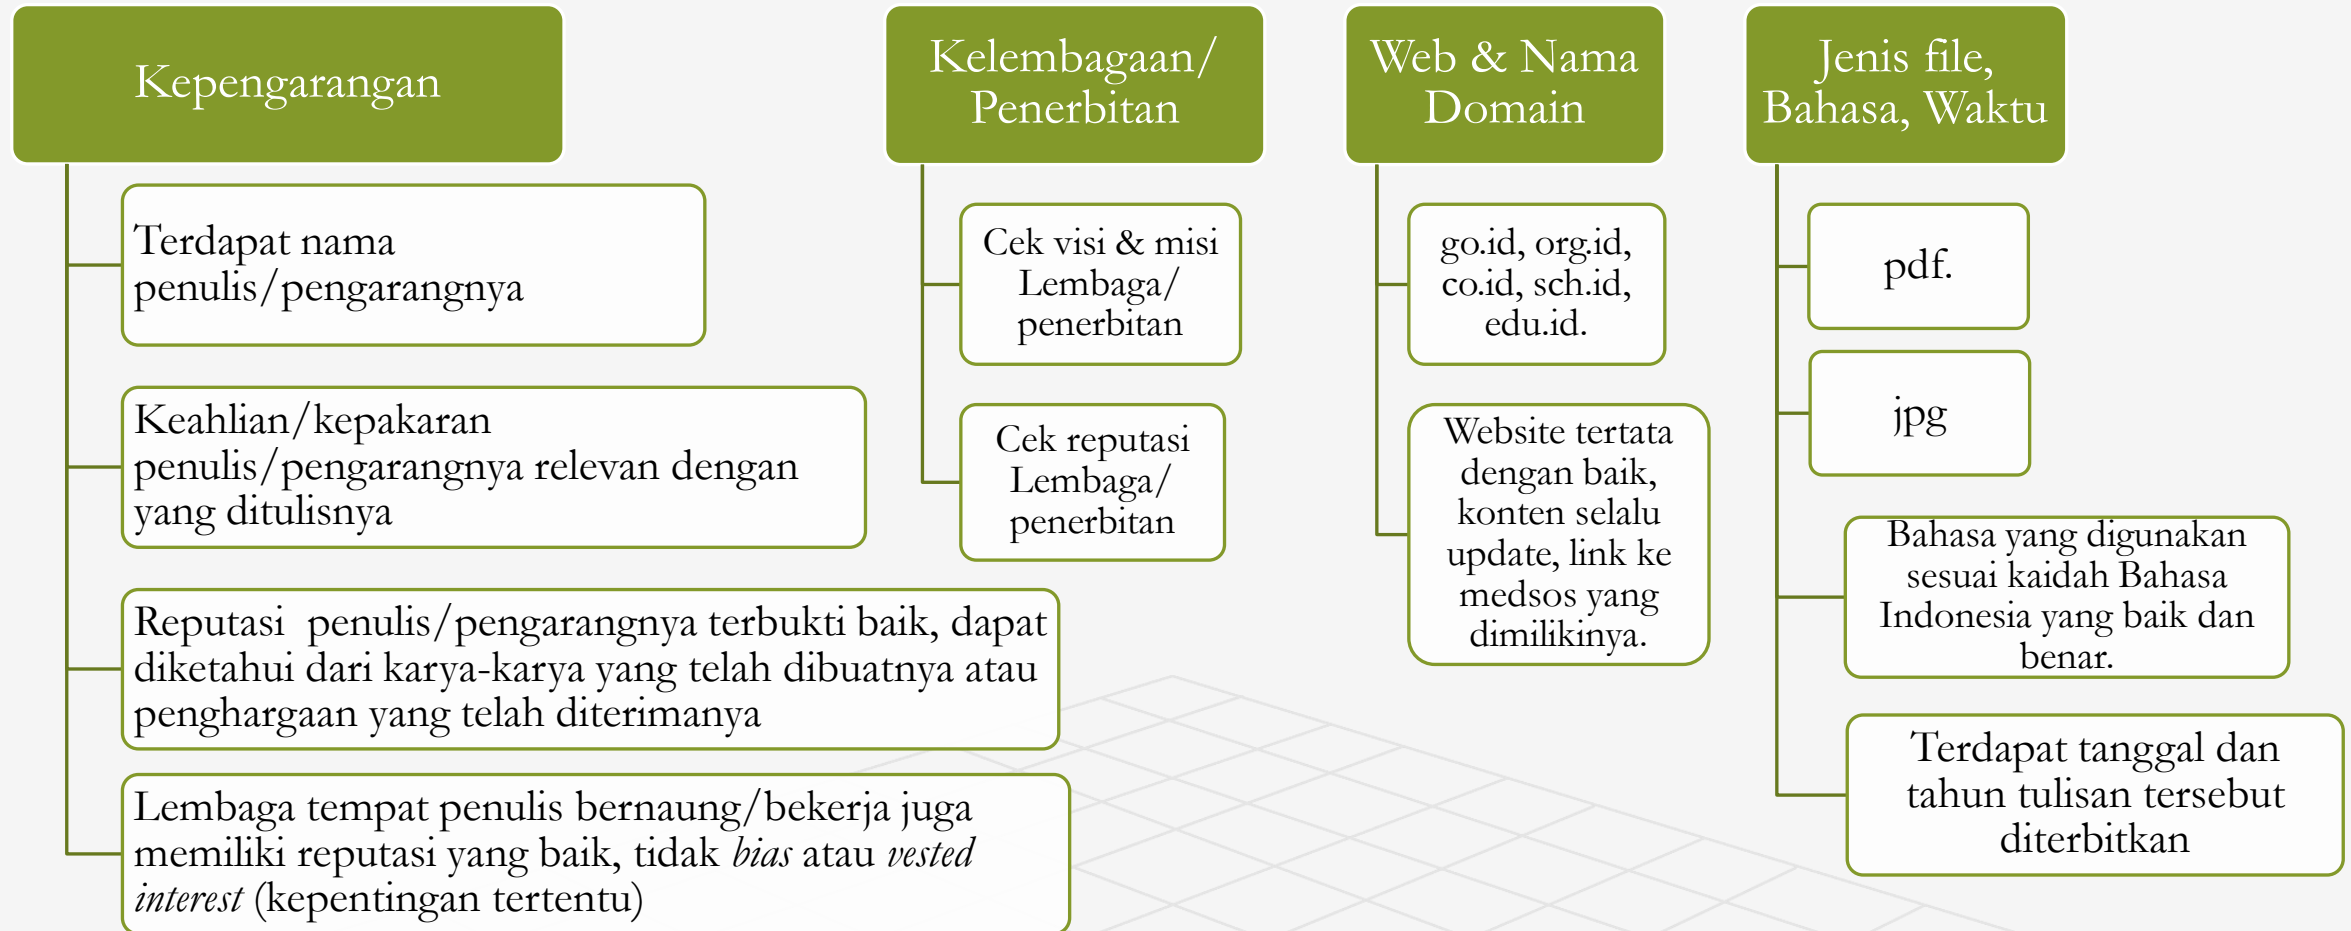 Kepengarangan
Terdapat nama
penulis/pengarangnya
Keahlian/kepakaran
penulis/pengarangnya relevan dengan
yang ditulisnya
Reputasi  penulis/pengarangnya terbukti baik, dapat
diketahui dari karya-karya yang telah dibuatnya atau
penghargaan yang telah diterimanya
Lembaga tempat penulis bernaung/bekerja juga
memiliki reputasi yang baik, tidak bias atau vested
interest (kepentingan tertentu)
Kelembagaan/
Penerbitan
Cek visi & misi
Lembaga/
penerbitan
Cek reputasi
Lembaga/
penerbitan
Web & Nama
Domain
go.id, org.id,
co.id, sch.id,
edu.id.
Website tertata
dengan baik,
konten selalu
update, link ke
medsos yang
dimilikinya.
Jenis file,
Bahasa, Waktu
pdf.
jpg
Bahasa yang digunakan
sesuai kaidah Bahasa
Indonesia yang baik dan
benar.
Terdapat tanggal dan
tahun tulisan tersebut
diterbitkan